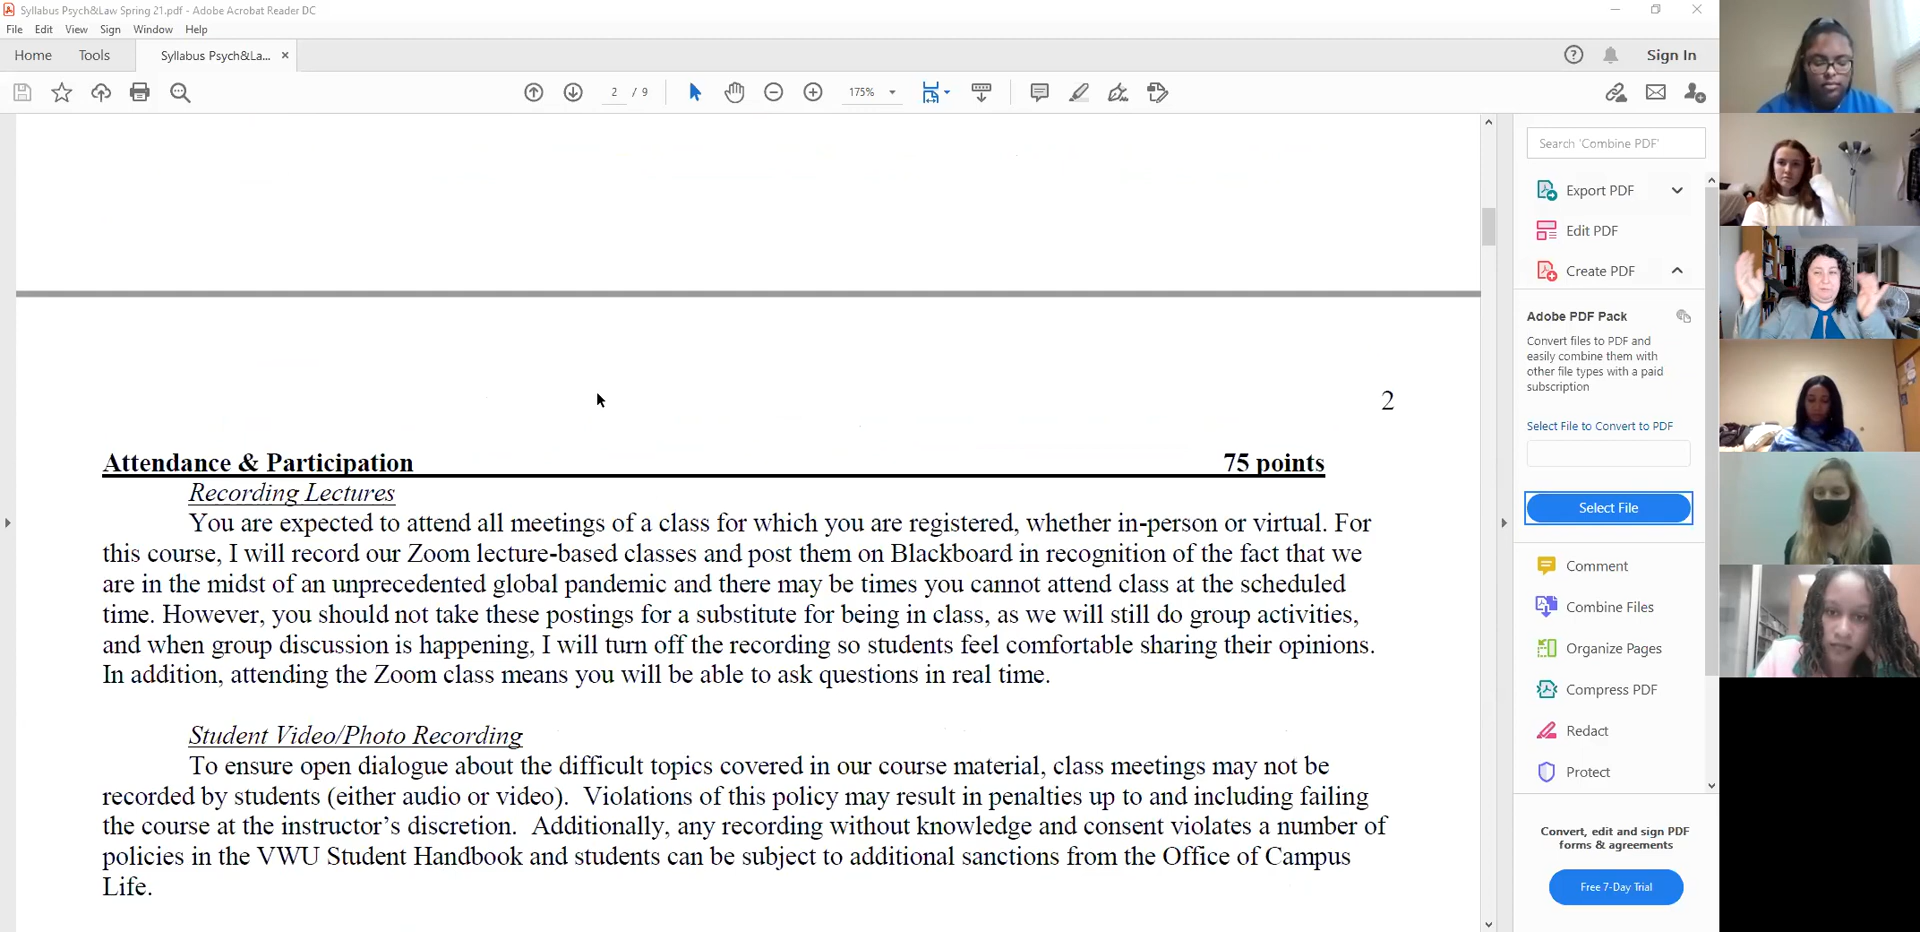 Syllabus Psych&Law Spring 21.pdf - Adobe Acrobat Reader DC
File Edit View Sign Window Help
Home Tools Syllabus Psych&La... × Sign In
2 / 9 175%
Search 'Combine PDF'
Export PDF
Edit PDF
Create PDF
Adobe PDF Pack
Convert files to PDF and
easily combine them with
other file types with a paid
subscription
Select File to Convert to PDF
Select File
Comment
Combine Files
Organize Pages
Compress PDF
Redact
Protect
Convert, edit and sign PDF
forms & agreements
Free 7-Day Trial
2
Attendance & Participation 75 points
Recording Lectures
You are expected to attend all meetings of a class for which you are registered, whether in-person or virtual. For
this course, I will record our Zoom lecture-based classes and post them on Blackboard in recognition of the fact that we
are in the midst of an unprecedented global pandemic and there may be times you cannot attend class at the scheduled
time. However, you should not take these postings for a substitute for being in class, as we will still do group activities,
and when group discussion is happening, I will turn off the recording so students feel comfortable sharing their opinions.
In addition, attending the Zoom class means you will be able to ask questions in real time.
Student Video/Photo Recording
To ensure open dialogue about the difficult topics covered in our course material, class meetings may not be
recorded by students (either audio or video). Violations of this policy may result in penalties up to and including failing
the course at the instructor's discretion. Additionally, any recording without knowledge and consent violates a number of
policies in the VWU Student Handbook and students can be subject to additional sanctions from the Office of Campus
Life.